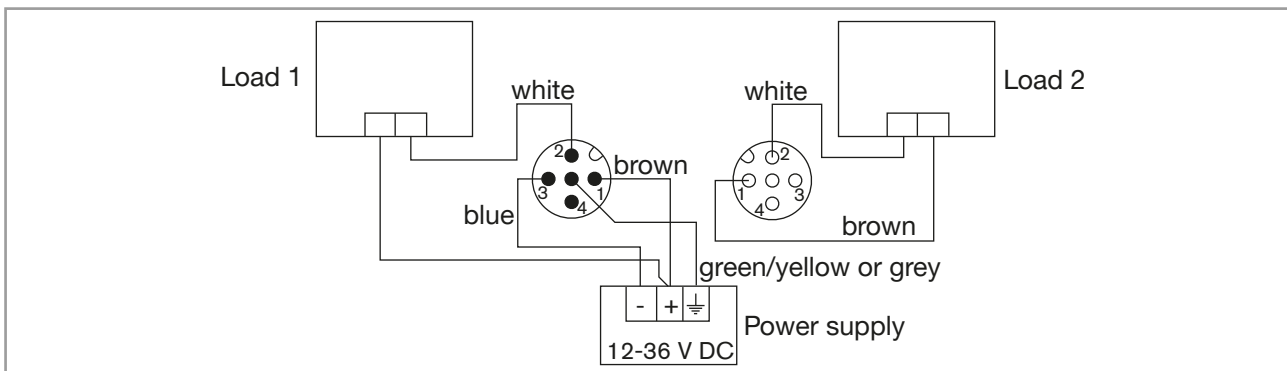 Load 1
Load 2
white
white
2
3
1
4
brown
blue
2
1
3
4
brown
green/yellow or grey
- +
Power supply
12-36 V DC